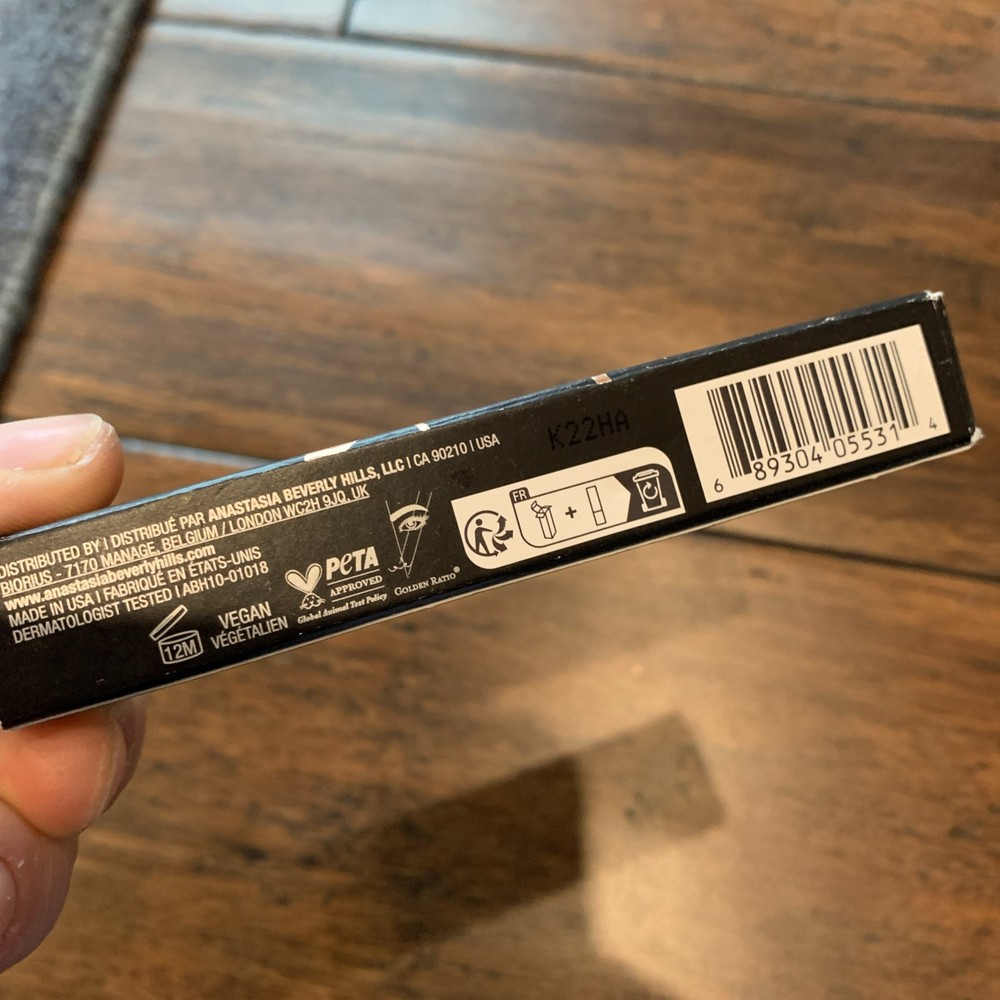 DISTRIBUTED BY | DISTRIBUÉ PAR ANASTASIA BEVERLY HILLS, LLC | CA 90210 | USA
BIORIUS - 7170 MANAGE, BELGIUM / LONDON WC2H 9JQ, UK
www.anastasiabeverlyhills.com
MADE IN USA | FABRIQUÉ EN ÉTATS-UNIS
DERMATOLOGIST TESTED | ABH10-01018
12M
VEGAN
VÉGÉTALIEN
PETA
APPROVED
Global Animal Test Policy
GOLDEN RATIO®
K22HA
FR
+
6 89304 05531 4